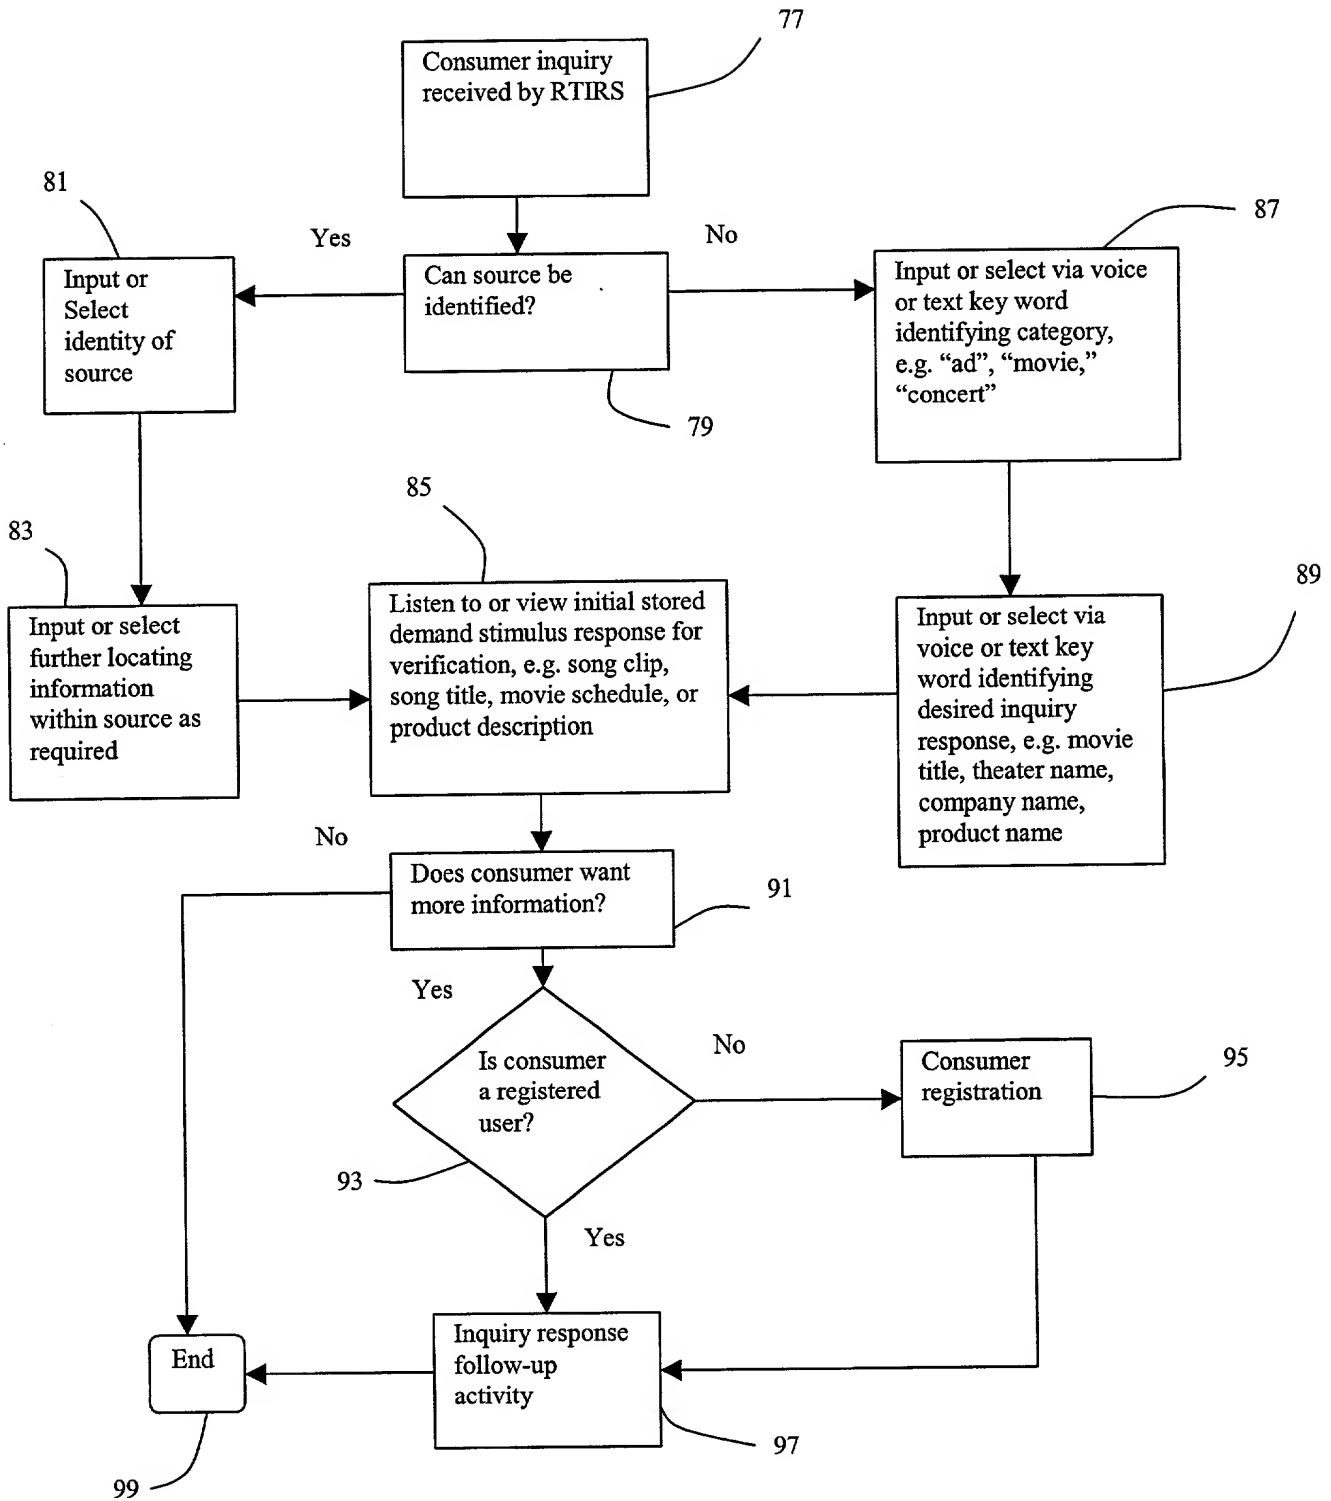 77
Consumer inquiry
received by RTIRS
81
Yes
No
87
Input or
Select
identity of
source
Can source be
identified?
79
Input or select via voice
or text key word
identifying category,
e.g. “ad”, “movie,”
“concert”
83
Input or select
further locating
information
within source as
required
85
Listen to or view initial stored
demand stimulus response for
verification, e.g. song clip,
song title, movie schedule, or
product description
89
Input or select via
voice or text key
word identifying
desired inquiry
response, e.g. movie
title, theater name,
company name,
product name
No
Does consumer want
more information?
91
Yes
Is consumer
a registered
user?
93
No
Consumer
registration
95
Yes
Inquiry response
follow-up
activity
97
End
99